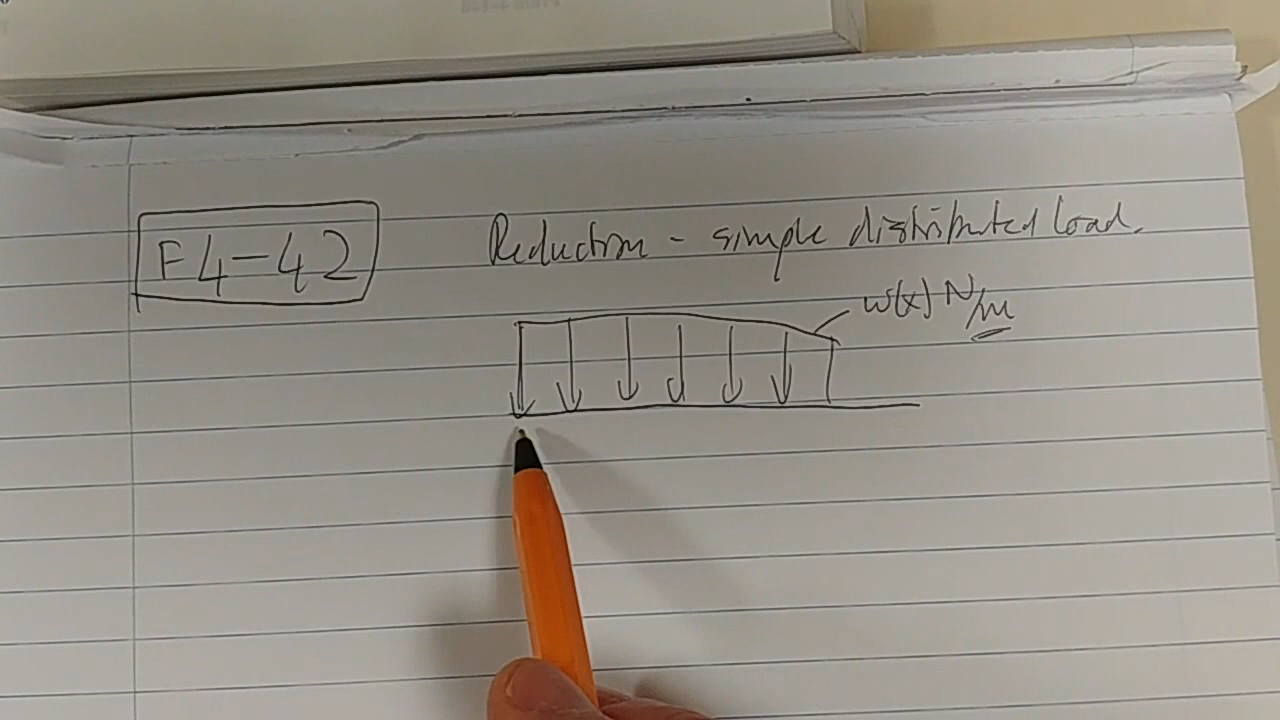 F4-42
Reduction - simple distributed load.
w(x) N/m